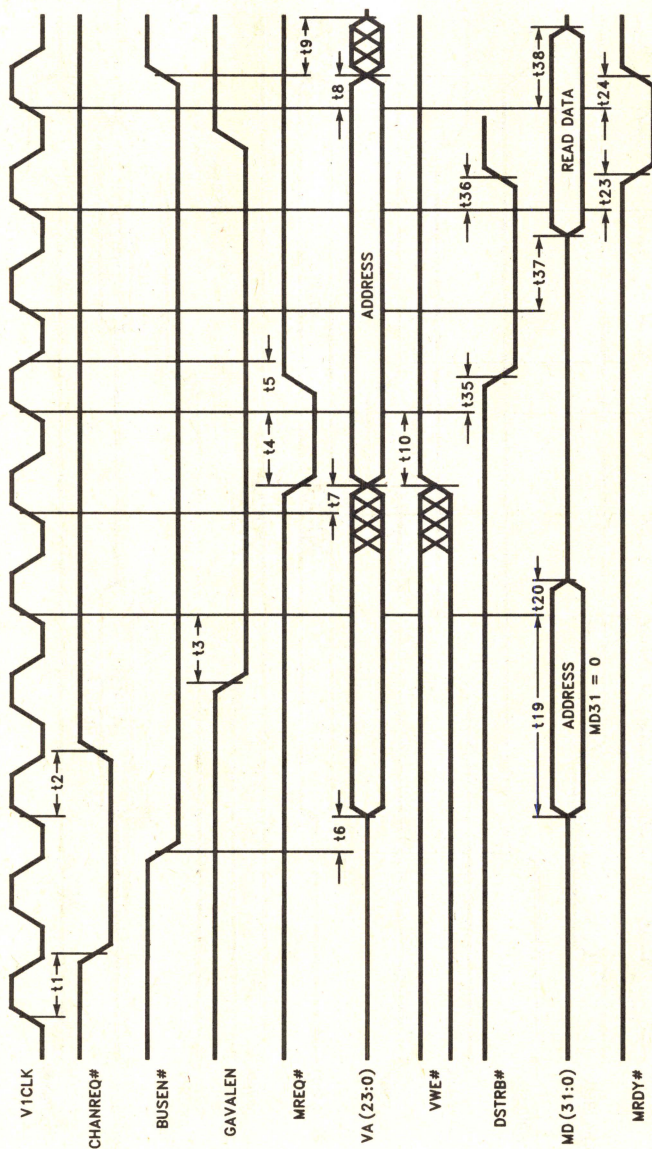 V1CLK
t1
t2
CHANREQ#
BUSEN#
t9
GAVALEN
t3
MREQ#
t4
t5
t6
t7
t8
VA(23:0)
ADDRESS
VWE#
t10
DSTRB#
t35
t36
t19
t20
t37
t38
MD(31:0)
ADDRESS
READ DATA
MD31 = 0
t23
t24
MRDY#